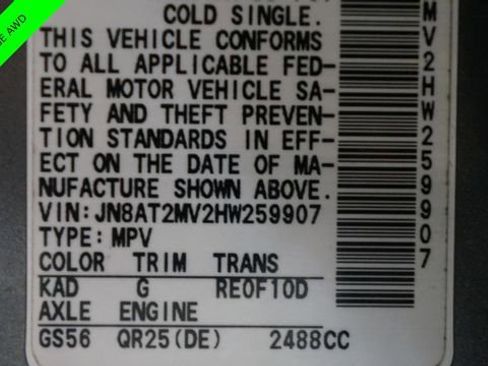 E AWD
COLD SINGLE.
THIS VEHICLE CONFORMS
TO ALL APPLICABLE FED-
ERAL MOTOR VEHICLE SA-
FETY AND THEFT PREVEN-
TION STANDARDS IN EFF-
ECT ON THE DATE OF MA-
NUFACTURE SHOWN ABOVE.
VIN:JN8AT2MV2HW259907
TYPE:MPV
COLOR TRIM TRANS
KAD G RE0F10D
AXLE ENGINE
GS56 QR25(DE) 2488CC
MV2HW259907